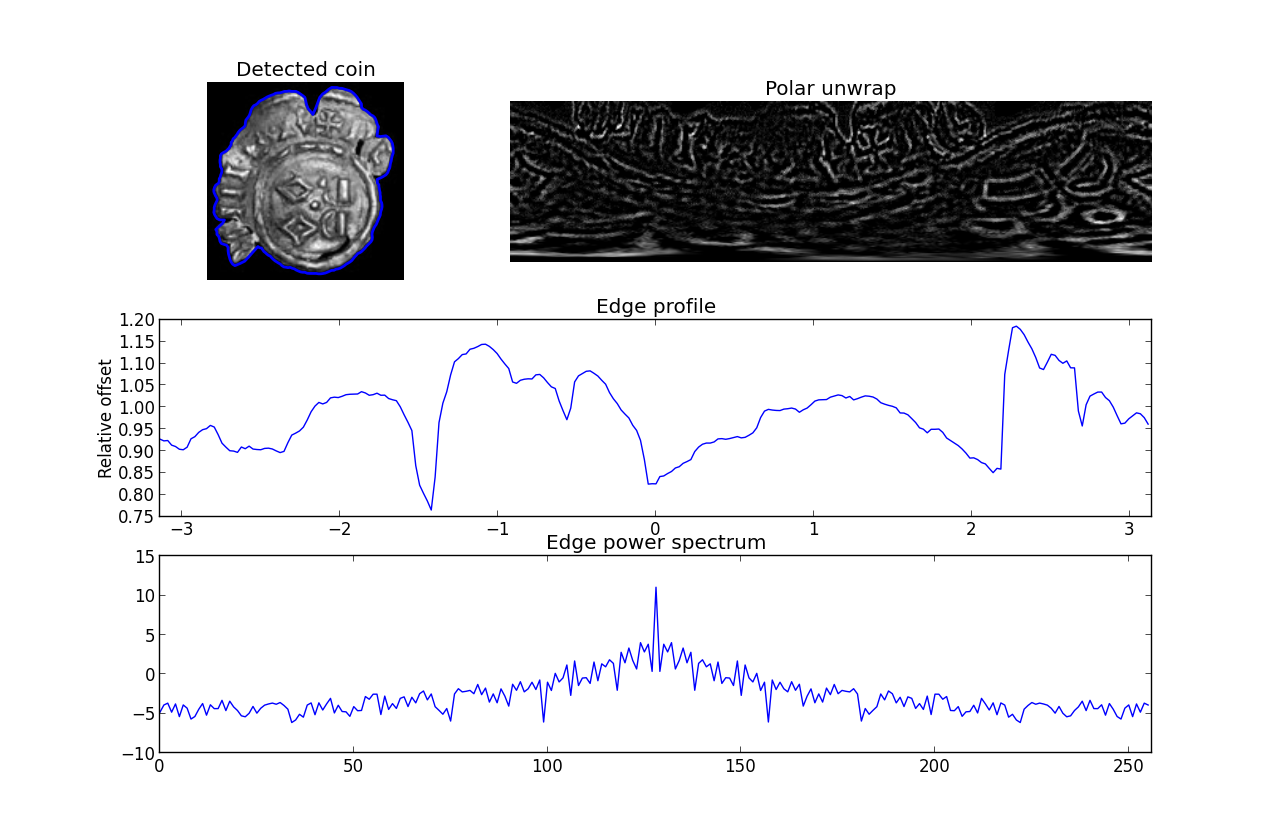 Detected coin
Polar unwrap
Edge profile
Relative offset
1.20
1.15
1.10
1.05
1.00
0.95
0.90
0.85
0.80
0.75
−3 −2 −1 0 1 2 3
Edge power spectrum
15
10
5
0
−5
−10
0 50 100 150 200 250